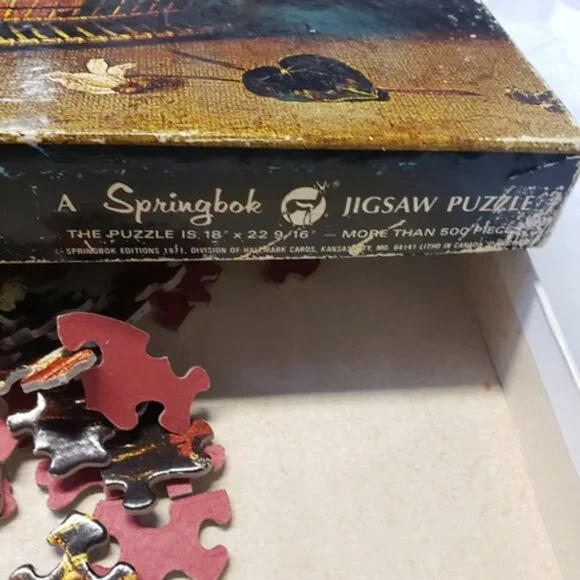 A Springbok ® JIGSAW PUZZLE
THE PUZZLE IS 18" x 22 9/16" — MORE THAN 500 PIECES
© SPRINGBOK EDITIONS 1971, DIVISION OF HALLMARK CARDS, KANSAS CITY, MO. 64141 LITHO IN CANADA